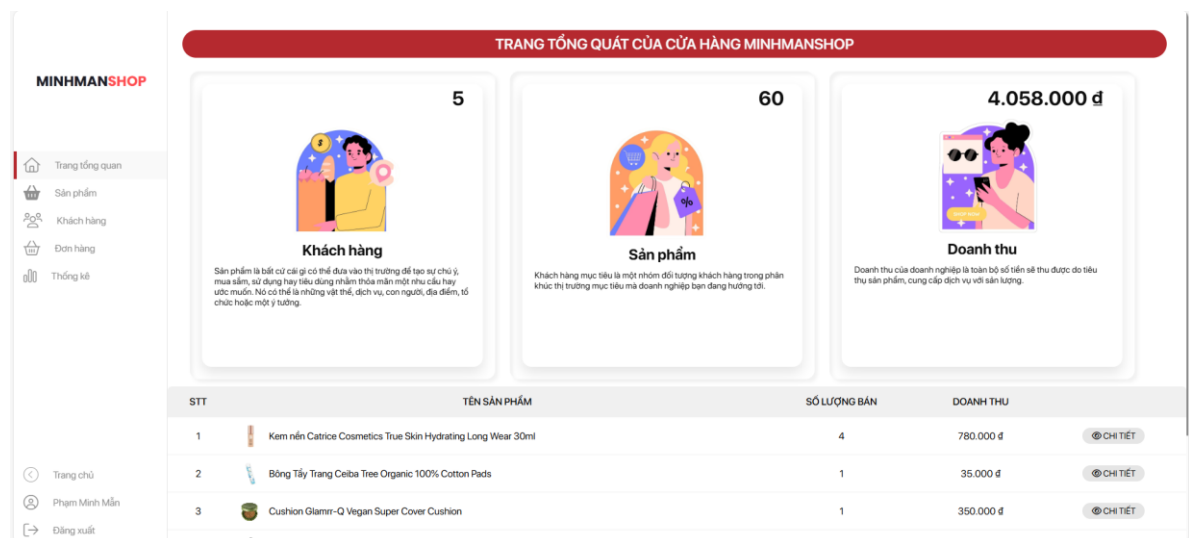 TRANG TỔNG QUÁT CỦA CỬA HÀNG MINHMANSHOP
MINHMANSHOP
Trang tổng quan
Sản phẩm
Khách hàng
Đơn hàng
Thống kê
Trang chủ
Phạm Minh Mẫn
Đăng xuất
5
Khách hàng
Sản phẩm là bất cứ cái gì có thể đưa vào thị trường để tạo sự chú ý,
mua sắm, sử dụng hay tiêu dùng nhằm thỏa mãn một nhu cầu hay
ước muốn. Nó có thể là những vật thể, dịch vụ, con người, địa điểm, tổ
chức hoặc một ý tưởng.
60
%
Sản phẩm
Khách hàng mục tiêu là một nhóm đối tượng khách hàng trong phân
khúc thị trường mục tiêu mà doanh nghiệp bạn đang hướng tới.
4.058.000 ₫
SHOP NOW
Doanh thu
Doanh thu của doanh nghiệp là toàn bộ số tiền sẽ thu được do tiêu
thụ sản phẩm, cung cấp dịch vụ với sản lượng.
STT TÊN SẢN PHẨM SỐ LƯỢNG BÁN DOANH THU
1 Kem nền Catrice Cosmetics True Skin Hydrating Long Wear 30ml 4 780.000 ₫ CHI TIẾT
2 Bông Tẩy Trang Ceiba Tree Organic 100% Cotton Pads 1 35.000 ₫ CHI TIẾT
3 Cushion Glamrr-Q Vegan Super Cover Cushion 1 350.000 ₫ CHI TIẾT